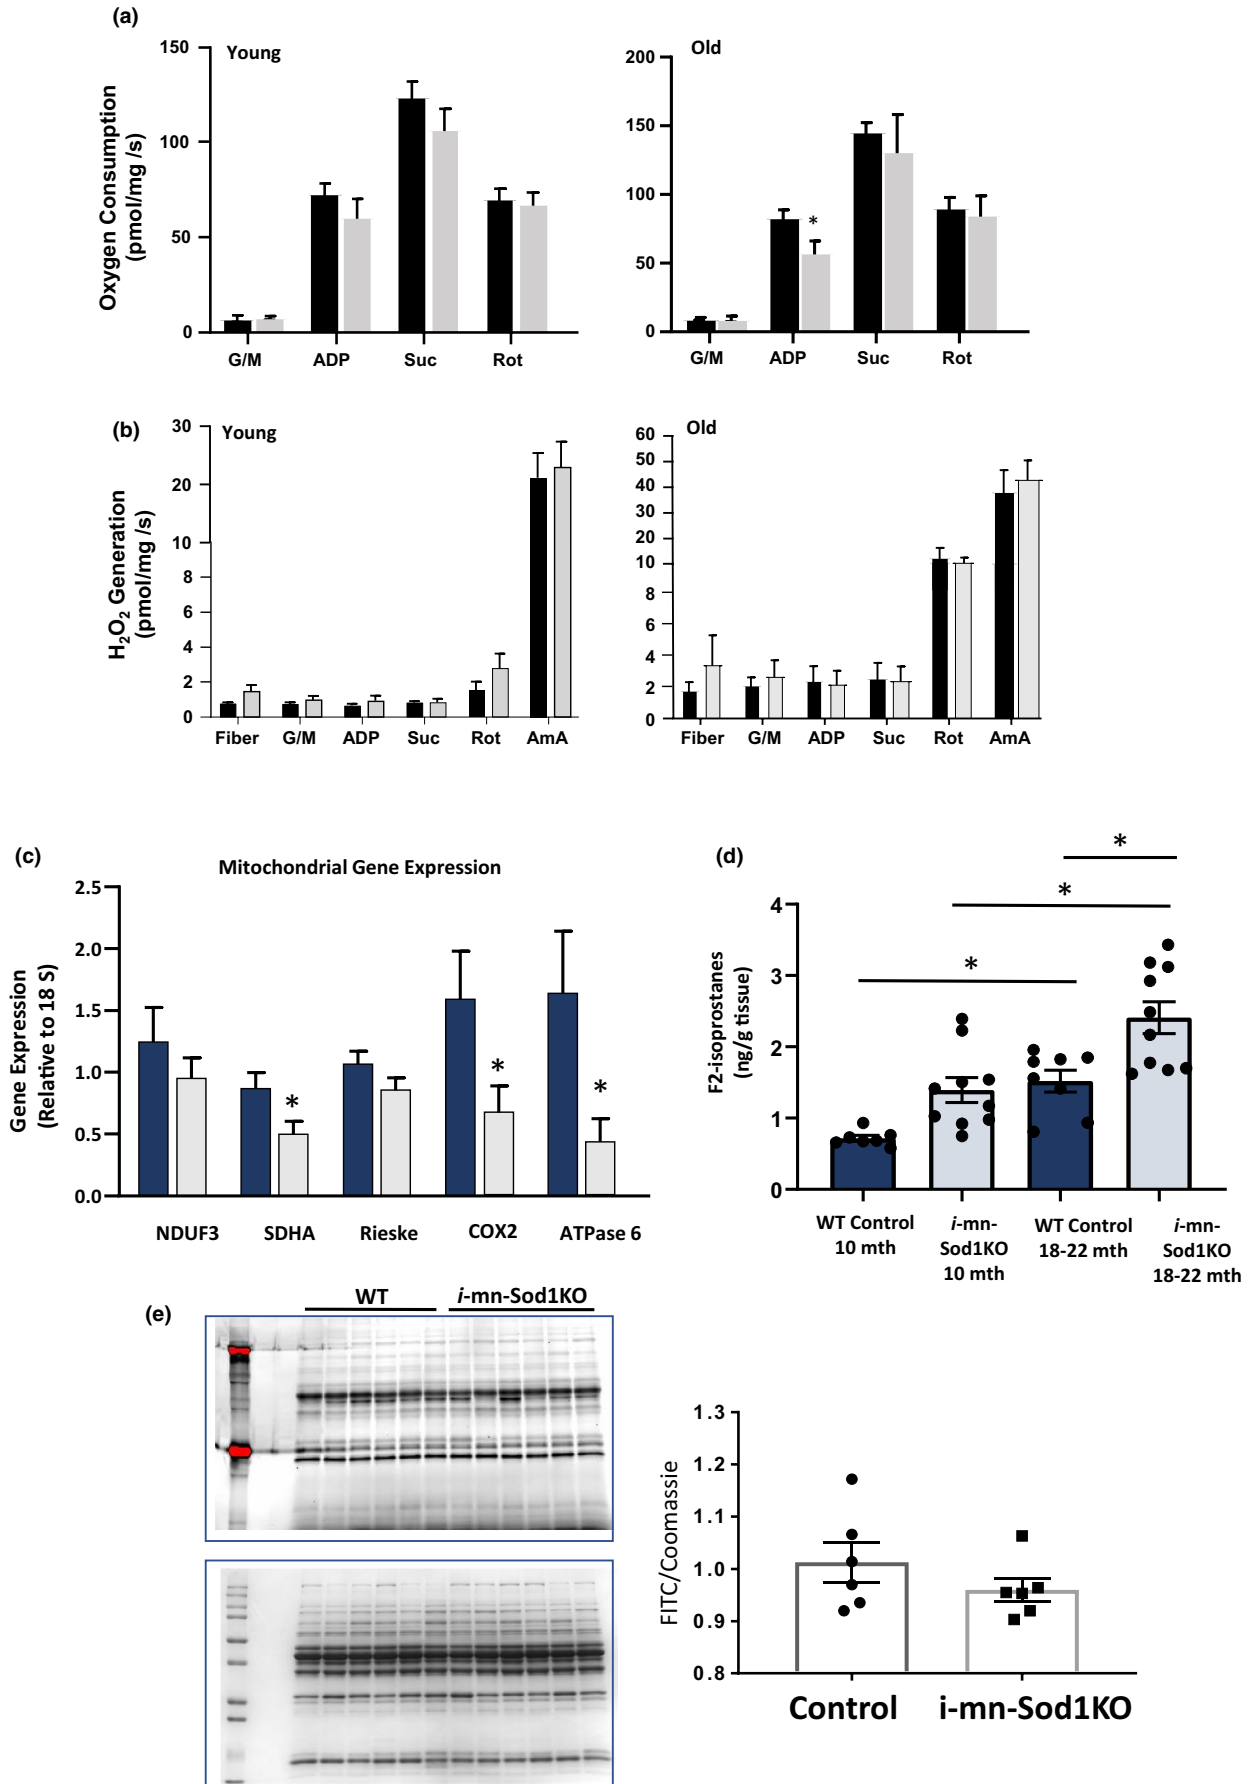 (a)
Young
Old
Oxygen Consumption
(pmol/mg /s)
150
100
50
0
G/M ADP Suc Rot
200
150
100
50
0
*
G/M ADP Suc Rot
(b)
Young
Old
H2O2 Generation
(pmol/mg /s)
30
20
10
8
6
4
2
0
Fiber G/M ADP Suc Rot AmA
60
50
40
30
20
10
8
6
4
2
0
Fiber G/M ADP Suc Rot AmA
(c)
Mitochondrial Gene Expression
Gene Expression
(Relative to 18 S)
2.5
2.0
1.5
1.0
0.5
0.0
*
*
*
NDUF3 SDHA Rieske COX2 ATPase 6
(d)
F2-isoprostanes
(ng/g tissue)
4
3
2
1
0
*
*
*
WT Control
10 mth
i-mn-
Sod1KO
10 mth
WT Control
18-22 mth
i-mn-
Sod1KO
18-22 mth
(e)
WT i-mn-Sod1KO
FITC/Coomassie
1.3
1.2
1.1
1.0
0.9
0.8
Control i-mn-Sod1KO